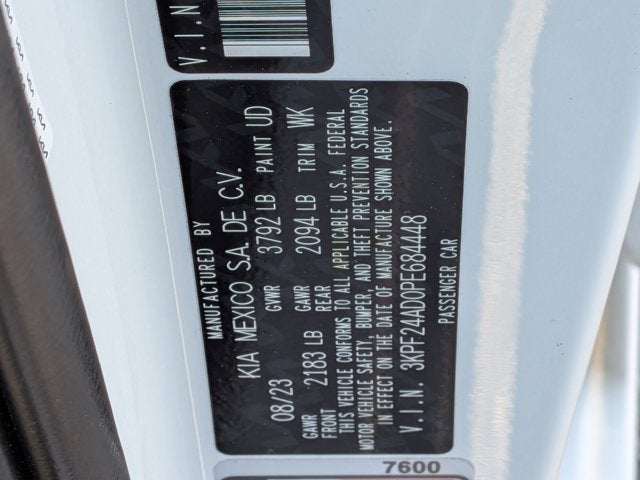 V.I.N
MANUFACTURED BY
KIA MEXICO S.A. DE C.V.
08/23 GVWR 3792 LB PAINT UD
GAWR FRONT 2183 LB GAWR REAR 2094 LB TRIM WK
THIS VEHICLE CONFORMS TO ALL APPLICABLE U.S.A. FEDERAL
MOTOR VEHICLE SAFETY, BUMPER, AND THEFT PREVENTION STANDARDS
IN EFFECT ON THE DATE OF MANUFACTURE SHOWN ABOVE.
V.I.N. 3KPF24AD0PE684448
PASSENGER CAR
7600